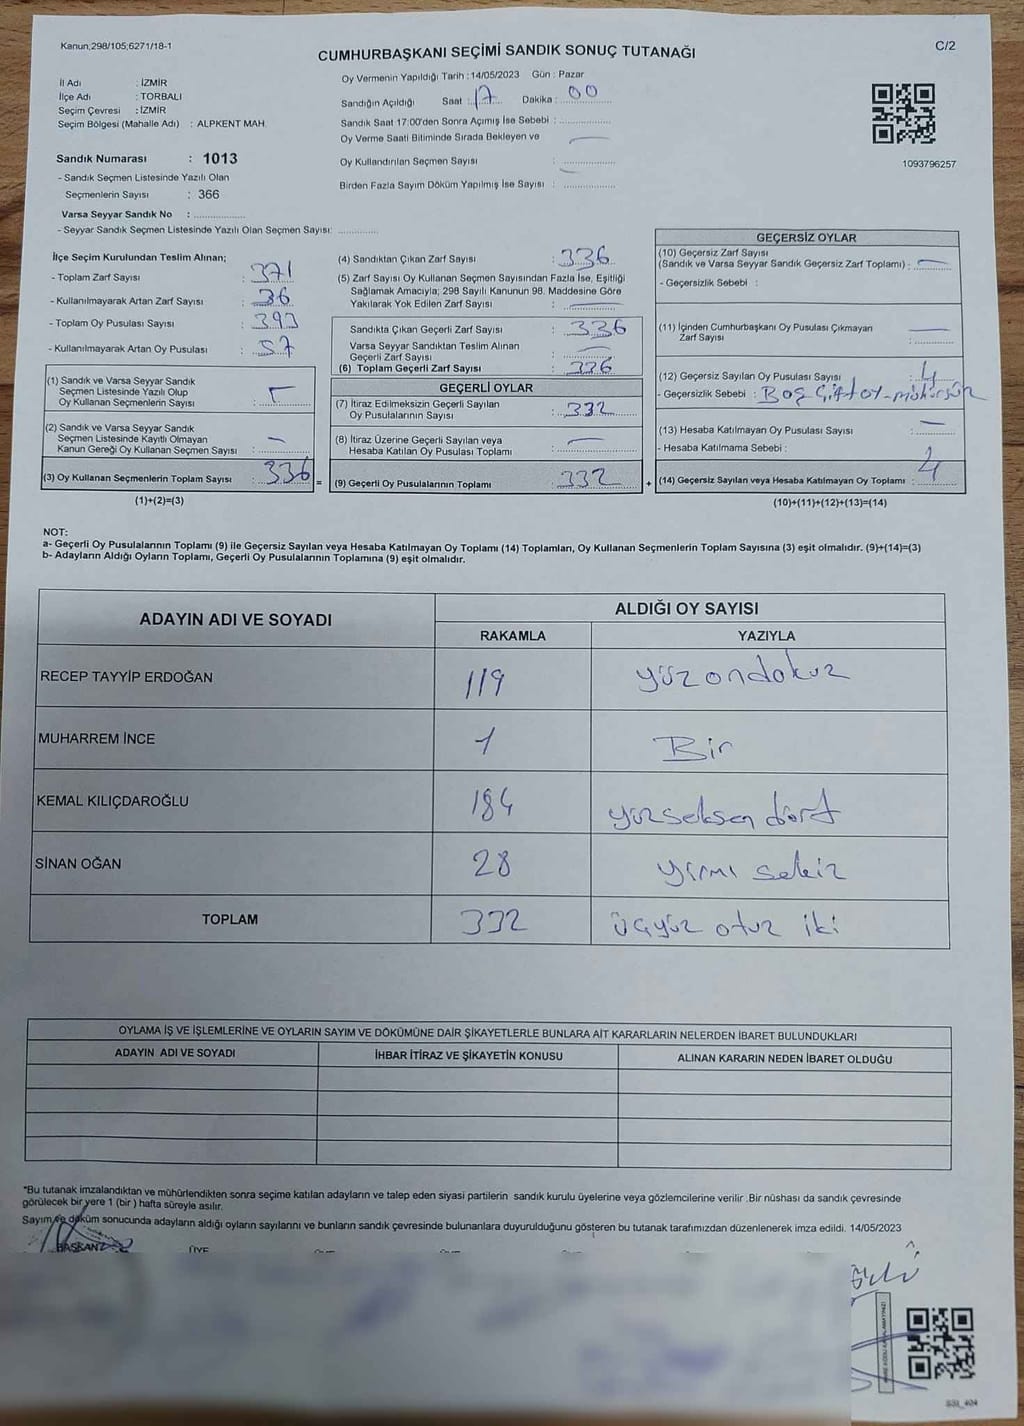 Kanun;298/105;6271/18-1
C/2
CUMHURBAŞKANI SEÇİMİ SANDIK SONUÇ TUTANAĞI
İl Adı : İZMİR
İlçe Adı : TORBALI
Seçim Çevresi : İZMİR
Seçim Bölgesi (Mahalle Adı) : ALPKENT MAH.
Oy Vermenin Yapıldığı Tarih : 14/05/2023 Gün : Pazar
Sandığın Açıldığı Saat : 17 Dakika : 00
Sandık Saat 17:00'den Sonra Açımış İse Sebebi :
Oy Verme Saati Bitiminde Sırada Bekleyen ve
Oy Kullandırılan Seçmen Sayısı :
Birden Fazla Sayım Döküm Yapılmış İse Sayısı :
1093796257
Sandık Numarası : 1013
- Sandık Seçmen Listesinde Yazılı Olan
Seçmenlerin Sayısı : 366
Varsa Seyyar Sandık No :
- Seyyar Sandık Seçmen Listesinde Yazılı Olan Seçmen Sayısı:
İlçe Seçim Kurulundan Teslim Alınan;
- Toplam Zarf Sayısı : 371
- Kullanılmayarak Artan Zarf Sayısı : 36
- Toplam Oy Pusulası Sayısı : 393
- Kullanılmayarak Artan Oy Pusulası : 57
(1) Sandık ve Varsa Seyyar Sandık
Seçmen Listesinde Yazılı Olup
Oy Kullanan Seçmenlerin Sayısı :
(2) Sandık ve Varsa Seyyar Sandık
Seçmen Listesinde Kayıtlı Olmayan
Kanun Gereği Oy Kullanan Seçmen Sayısı : —
(3) Oy Kullanan Seçmenlerin Toplam Sayısı : 336
(1)+(2)=(3)
(4) Sandıktan Çıkan Zarf Sayısı : 336
(5) Zarf Sayısı Oy Kullanan Seçmen Sayısından Fazla İse, Eşitliği
Sağlamak Amacıyla; 298 Sayılı Kanunun 98. Maddesine Göre
Yakılarak Yok Edilen Zarf Sayısı : —
Sandıkta Çıkan Geçerli Zarf Sayısı : 336
Varsa Seyyar Sandıktan Teslim Alınan
Geçerli Zarf Sayısı : —
(6) Toplam Geçerli Zarf Sayısı : 336
GEÇERLİ OYLAR
(7) İtiraz Edilmeksizin Geçerli Sayılan
Oy Pusulalarının Sayısı : 332
(8) İtiraz Üzerine Geçerli Sayılan veya
Hesaba Katılan Oy Pusulası Toplamı : —
= (9) Geçerli Oy Pusulalarının Toplamı : 332
GEÇERSİZ OYLAR
(10) Geçersiz Zarf Sayısı
(Sandık ve Varsa Seyyar Sandık Geçersiz Zarf Toplamı) : —
- Geçersizlik Sebebi :
(11) İçinden Cumhurbaşkanı Oy Pusulası Çıkmayan
Zarf Sayısı : —
(12) Geçersiz Sayılan Oy Pusulası Sayısı : 4
- Geçersizlik Sebebi : Boş Çift oy - mühürsüz
(13) Hesaba Katılmayan Oy Pusulası Sayısı : —
- Hesaba Katılmama Sebebi :
+ (14) Geçersiz Sayılan veya Hesaba Katılmayan Oy Toplamı : 4
(10)+(11)+(12)+(13)=(14)
NOT:
a- Geçerli Oy Pusulalarının Toplamı (9) ile Geçersiz Sayılan veya Hesaba Katılmayan Oy Toplamı (14) Toplamları, Oy Kullanan Seçmenlerin Toplam Sayısına (3) eşit olmalıdır. (9)+(14)=(3)
b- Adayların Aldığı Oyların Toplamı, Geçerli Oy Pusulalarının Toplamına (9) eşit olmalıdır.
ADAYIN ADI VE SOYADI
ALDIĞI OY SAYISI
RAKAMLA YAZIYLA
RECEP TAYYİP ERDOĞAN 119 yüzondokuz
MUHARREM İNCE 1 Bir
KEMAL KILIÇDAROĞLU 184 yüzseksen dört
SİNAN OĞAN 28 yirmi sekiz
TOPLAM 332 üçyüz otuz iki
OYLAMA İŞ VE İŞLEMLERİNE VE OYLARIN SAYIM VE DÖKÜMÜNE DAİR ŞİKAYETLERLE BUNLARA AİT KARARLARIN NELERDEN İBARET BULUNDUKLARI
ADAYIN ADI VE SOYADI İHBAR İTİRAZ VE ŞİKAYETİN KONUSU ALINAN KARARIN NEDEN İBARET OLDUĞU
*Bu tutanak imzalandıktan ve mühürlendikten sonra seçime katılan adayların ve talep eden siyasi partilerin sandık kurulu üyelerine veya gözlemcilerine verilir .Bir nüshası da sandık çevresinde
görülecek bir yere 1 (bir ) hafta süreyle asılır.
Sayım ve döküm sonucunda adayların aldığı oyların sayılarını ve bunların sandık çevresinde bulunanlara duyurulduğunu gösteren bu tutanak tarafımızdan düzenlenerek imza edildi. 14/05/2023
BAŞKAN ÜYE